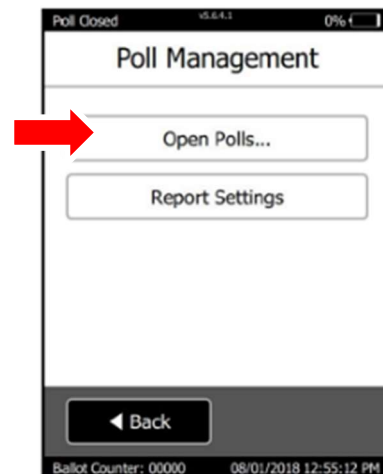 Poll Closed v5.6.4.1 0%
Poll Management
Open Polls...
Report Settings
Back
Ballot Counter: 00000 08/01/2018 12:55:12 PM